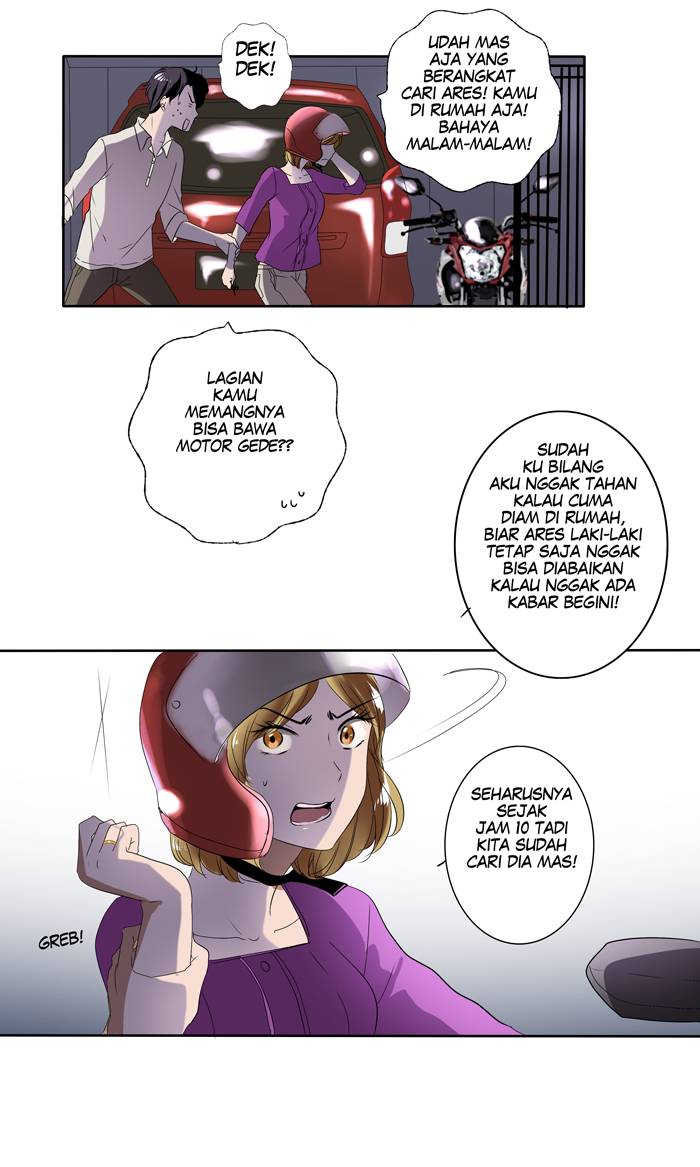 DEK!
DEK!
UDAH MAS
AJA YANG
BERANGKAT
CARI ARES! KAMU
DI RUMAH AJA!
BAHAYA
MALAM-MALAM!
LAGIAN
KAMU
MEMANGNYA
BISA BAWA
MOTOR GEDE??
SUDAH
KU BILANG
AKU NGGAK TAHAN
KALAU CUMA
DIAM DI RUMAH,
BIAR ARES LAKI-LAKI
TETAP SAJA NGGAK
BISA DIABAIKAN
KALAU NGGAK ADA
KABAR BEGINI!
SEHARUSNYA
SEJAK
JAM 10 TADI
KITA SUDAH
CARI DIA MAS!
GREB!